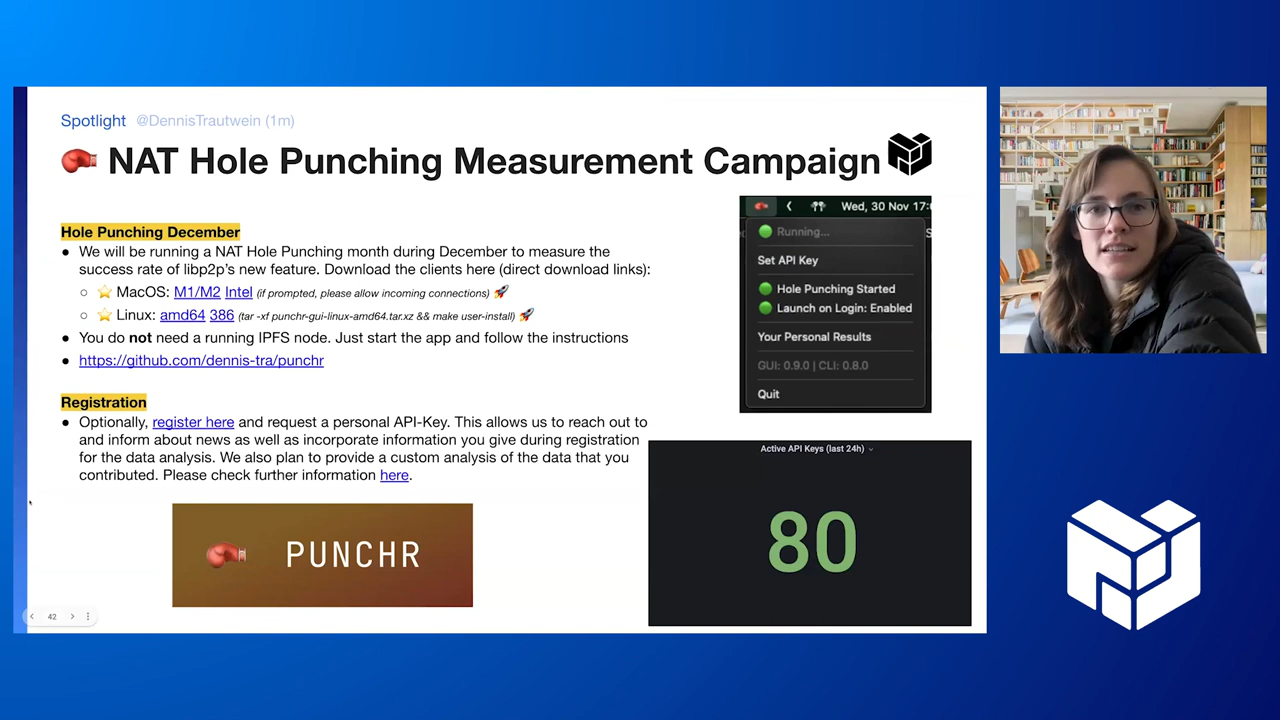 Spotlight @DennisTrautwein (1m)
🥊 NAT Hole Punching Measurement Campaign
Hole Punching December
● We will be running a NAT Hole Punching month during December to measure the
success rate of libp2p's new feature. Download the clients here (direct download links):
○ ⭐ MacOS: M1/M2 Intel (if prompted, please allow incoming connections) 🚀
○ ⭐ Linux: amd64 386 (tar -xf punchr-gui-linux-amd64.tar.xz && make user-install) 🚀
● You do not need a running IPFS node. Just start the app and follow the instructions
● https://github.com/dennis-tra/punchr
Registration
● Optionally, register here and request a personal API-Key. This allows us to reach out to
and inform about news as well as incorporate information you give during registration
for the data analysis. We also plan to provide a custom analysis of the data that you
contributed. Please check further information here.
🥊 PUNCHR
42
Wed, 30 Nov 17:
Running...
Set API Key
Hole Punching Started
Launch on Login: Enabled
Your Personal Results
GUI: 0.9.0 | CLI: 0.8.0
Quit
Active API Keys (last 24h)
80